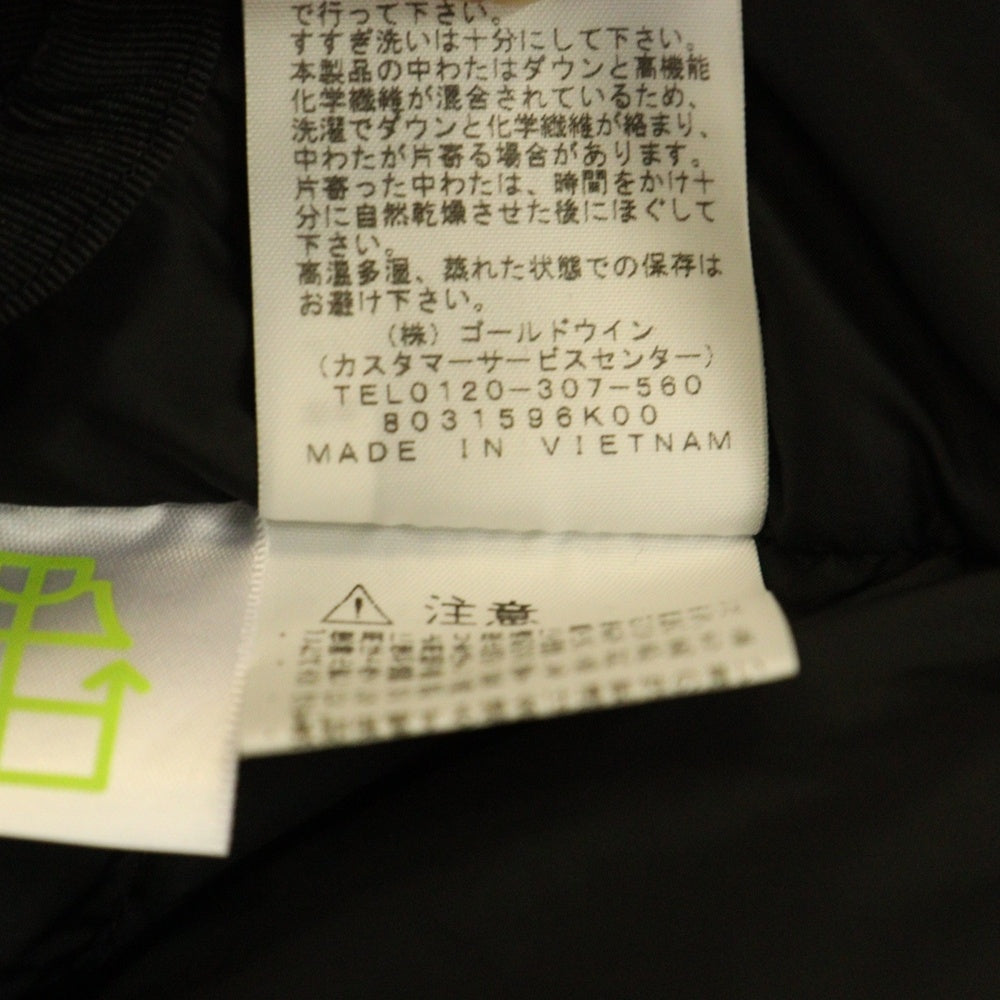 で行って下さい。
すすぎ洗いは十分にして下さい。
本製品の中わたはダウンと高機能
化学繊維が混合されているため、
洗濯でダウンと化学繊維が絡まり、
中わたが片寄る場合があります。
片寄った中わたは、時間をかけ十
分に自然乾燥させた後にほぐして
下さい。
高温多湿、蒸れた状態での保存は
お避け下さい。
（株）ゴールドウイン
（カスタマーサービスセンター）
TEL0120−307−560
8031596K00
MADE IN VIETNAM
注意